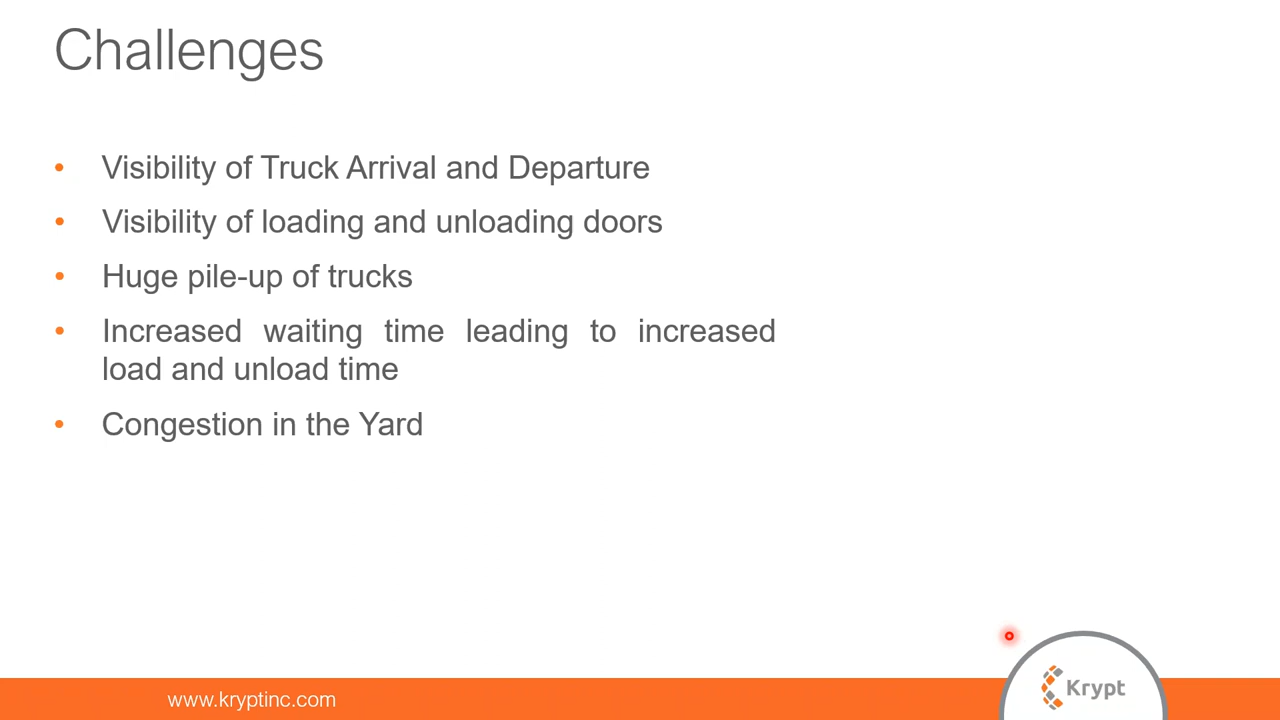 Challenges
• Visibility of Truck Arrival and Departure
• Visibility of loading and unloading doors
• Huge pile-up of trucks
• Increased waiting time leading to increased
load and unload time
• Congestion in the Yard
www.kryptinc.com
Krypt